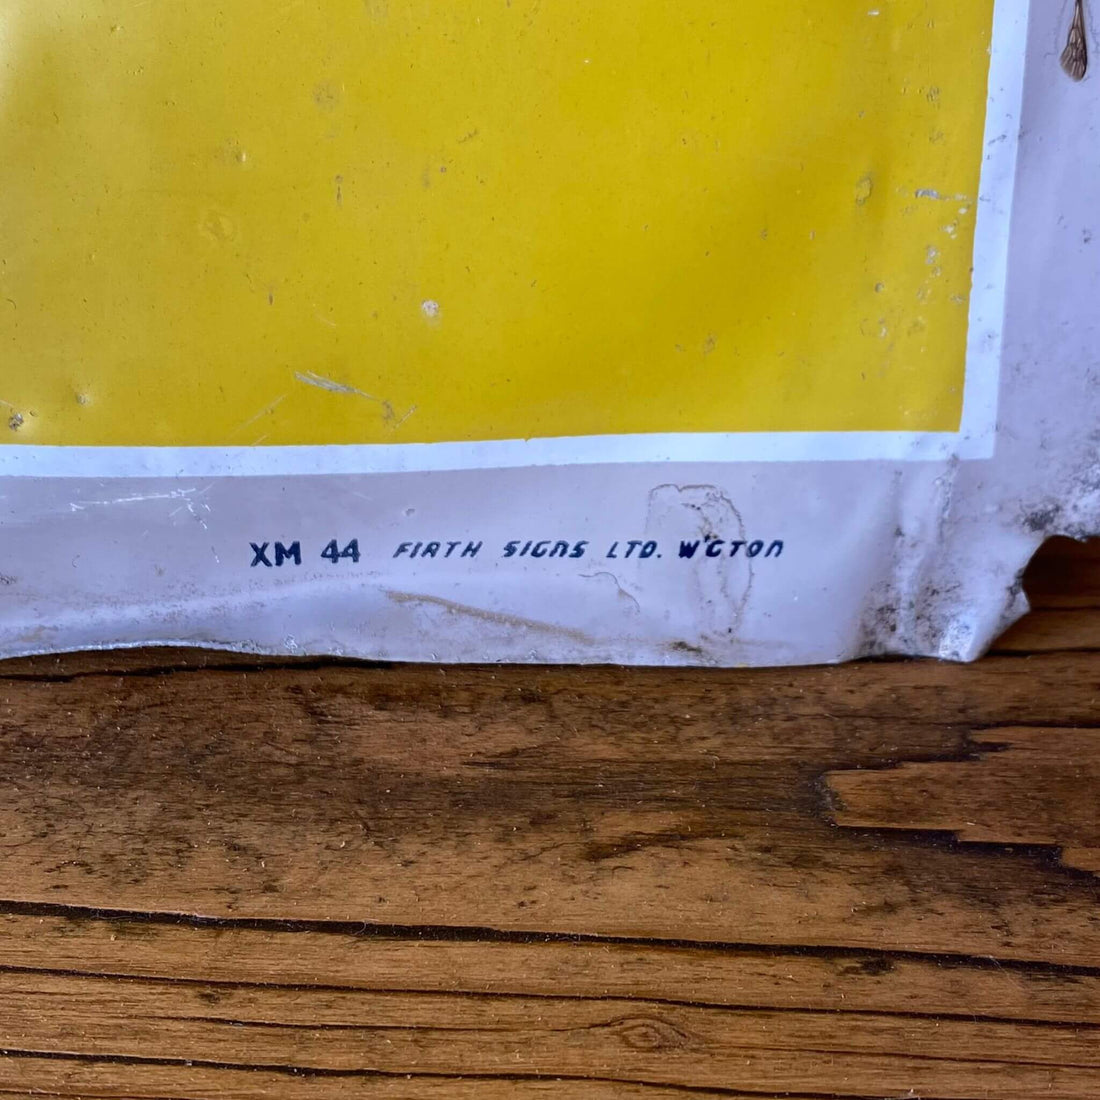 XM 44 FIRTH SIGNS LTD. W'GTON